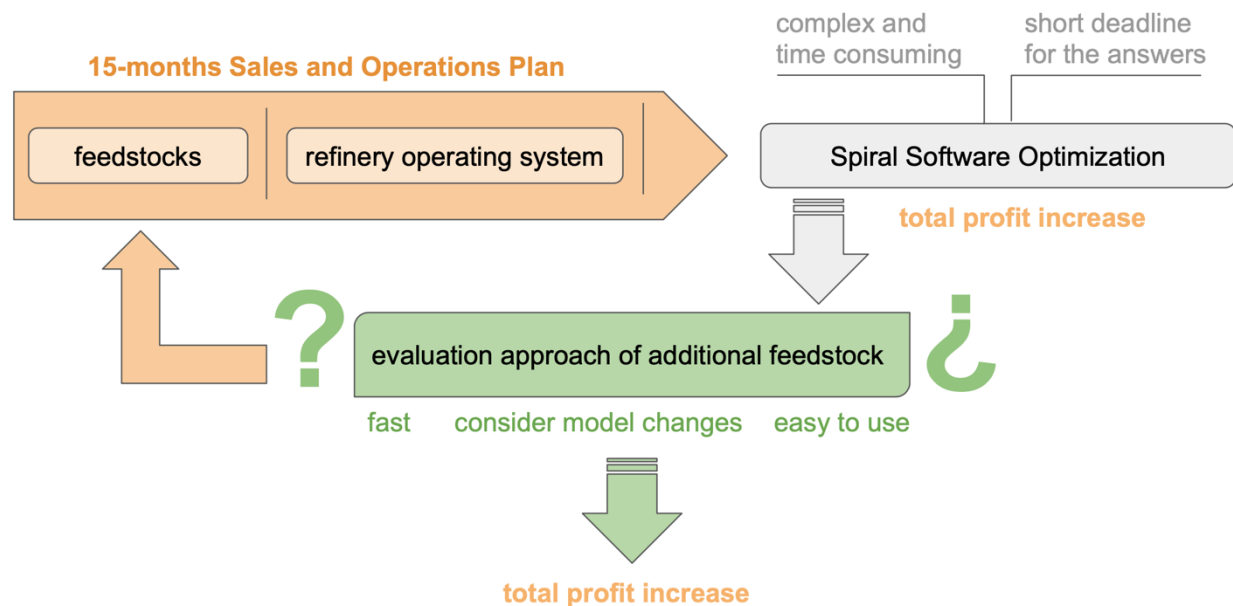 complex and
time consuming
short deadline
for the answers
15-months Sales and Operations Plan
feedstocks
refinery operating system
Spiral Software Optimization
total profit increase
?
evaluation approach of additional feedstock
¿
fast
consider model changes
easy to use
total profit increase